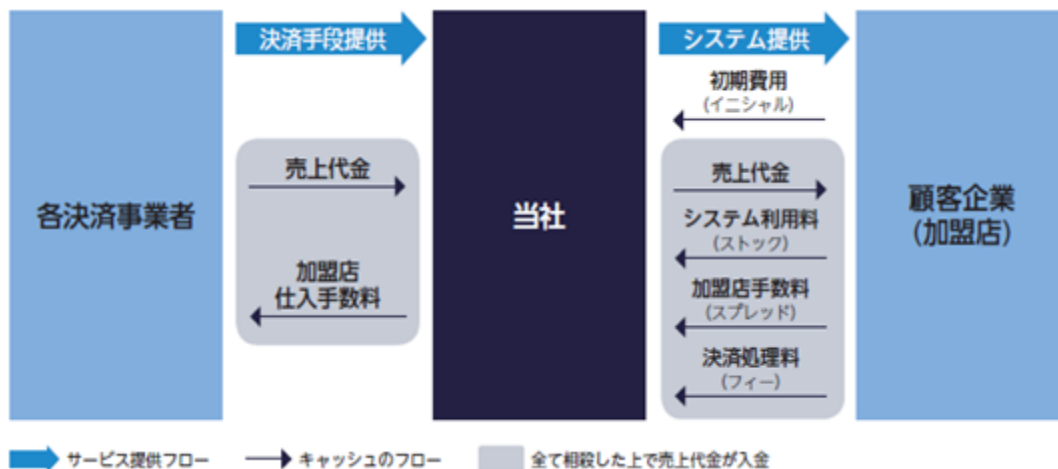 決済手段提供
システム提供
各決済事業者
売上代金
加盟店
仕入手数料
当社
初期費用
(イニシャル)
売上代金
システム利用料
(ストック)
加盟店手数料
(スプレッド)
決済処理料
(フィー)
顧客企業
(加盟店)
サービス提供フロー
キャッシュのフロー
全て相殺した上で売上代金が入金